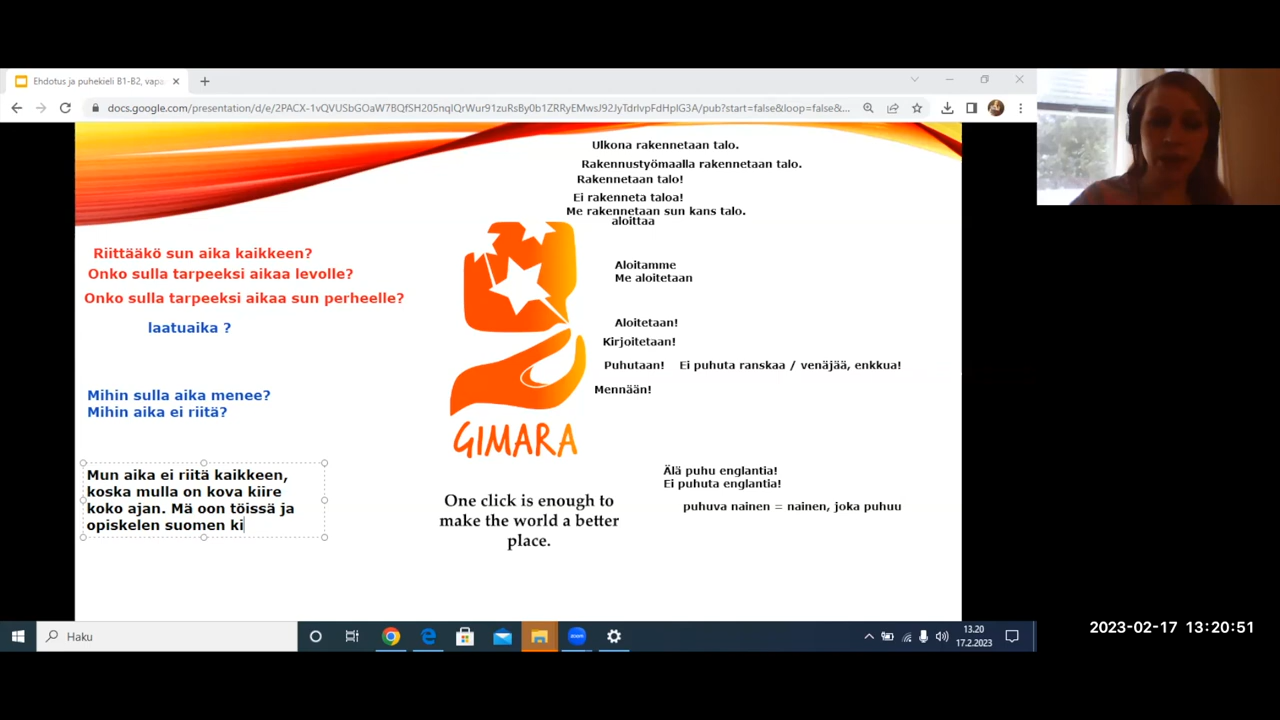 Ehdotus ja puhekieli B1-B2, vapa
docs.google.com/presentation/d/e/2PACX-1vQVUSbGOaW7BQfSH205nqIQrWur91zuRsBy0b1ZRRyEMwsJ92JyTdrlvpFdHpIG3A/pub?start=false&loop=false&...
Ulkona rakennetaan talo.
Rakennustyömaalla rakennetaan talo.
Rakennetaan talo!
Ei rakenneta taloa!
Me rakennetaan sun kans talo.
aloittaa
Riittääkö sun aika kaikkeen?
Onko sulla tarpeeksi aikaa levolle?
Onko sulla tarpeeksi aikaa sun perheelle?
laatuaika ?
Aloitamme
Me aloitetaan
Aloitetaan!
Kirjoitetaan!
Puhutaan! Ei puhuta ranskaa / venäjää, enkkua!
Mennään!
Mihin sulla aika menee?
Mihin aika ei riitä?
GIMARA
Mun aika ei riitä kaikkeen,
koska mulla on kova kiire
koko ajan. Mä oon töissä ja
opiskelen suomen ki
One click is enough to
make the world a better
place.
Älä puhu englantia!
Ei puhuta englantia!
puhuva nainen = nainen, joka puhuu
Haku
zoom
13.20
17.2.2023
2023-02-17 13:20:51